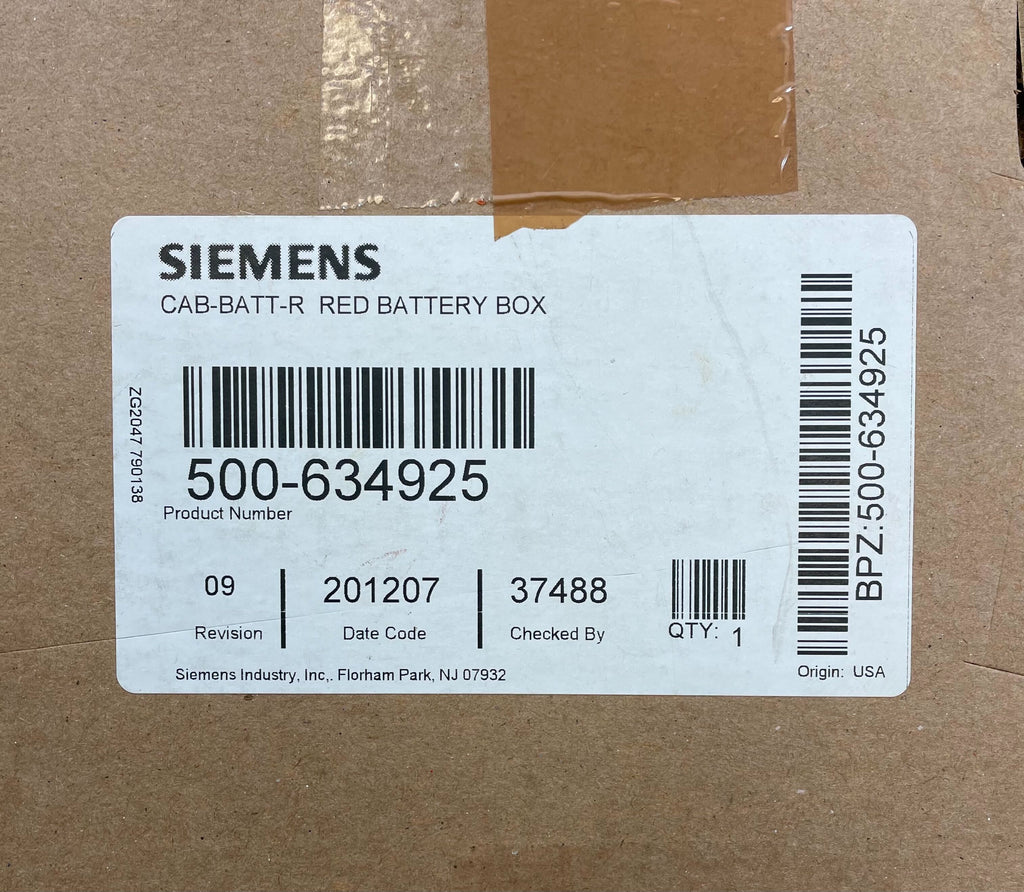 SIEMENS
CAB-BATT-R RED BATTERY BOX
ZG2047 790138
500-634925
Product Number
BPZ:500-634925
09
Revision
201207
Date Code
37488
Checked By
QTY: 1
Siemens Industry, Inc,. Florham Park, NJ 07932
Origin: USA